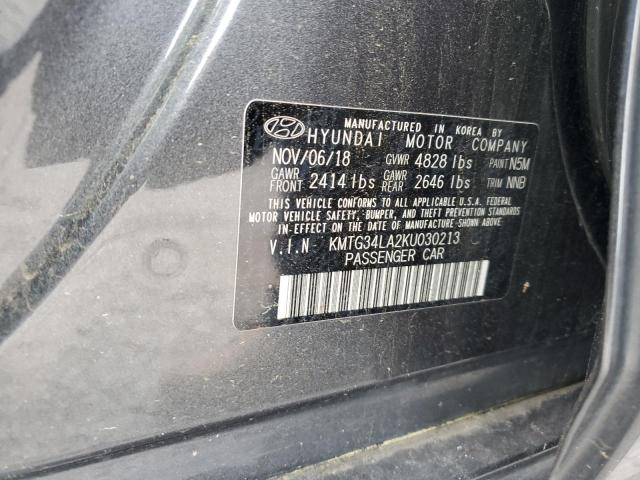 MANUFACTURED IN KOREA BY
HYUNDAI MOTOR COMPANY
NOV/06/18 GVWR 4828 lbs PAINT N5M
GAWR FRONT 2414 lbs GAWR REAR 2646 lbs TRIM NNB
THIS VEHICLE CONFORMS TO ALL APPLICABLE U.S.A. FEDERAL
MOTOR VEHICLE SAFETY, BUMPER, AND THEFT PREVENTION STANDARDS
IN EFFECT ON THE DATE OF MANUFACTURE SHOWN ABOVE
V.I.N KMTG34LA2KU030213
PASSENGER CAR